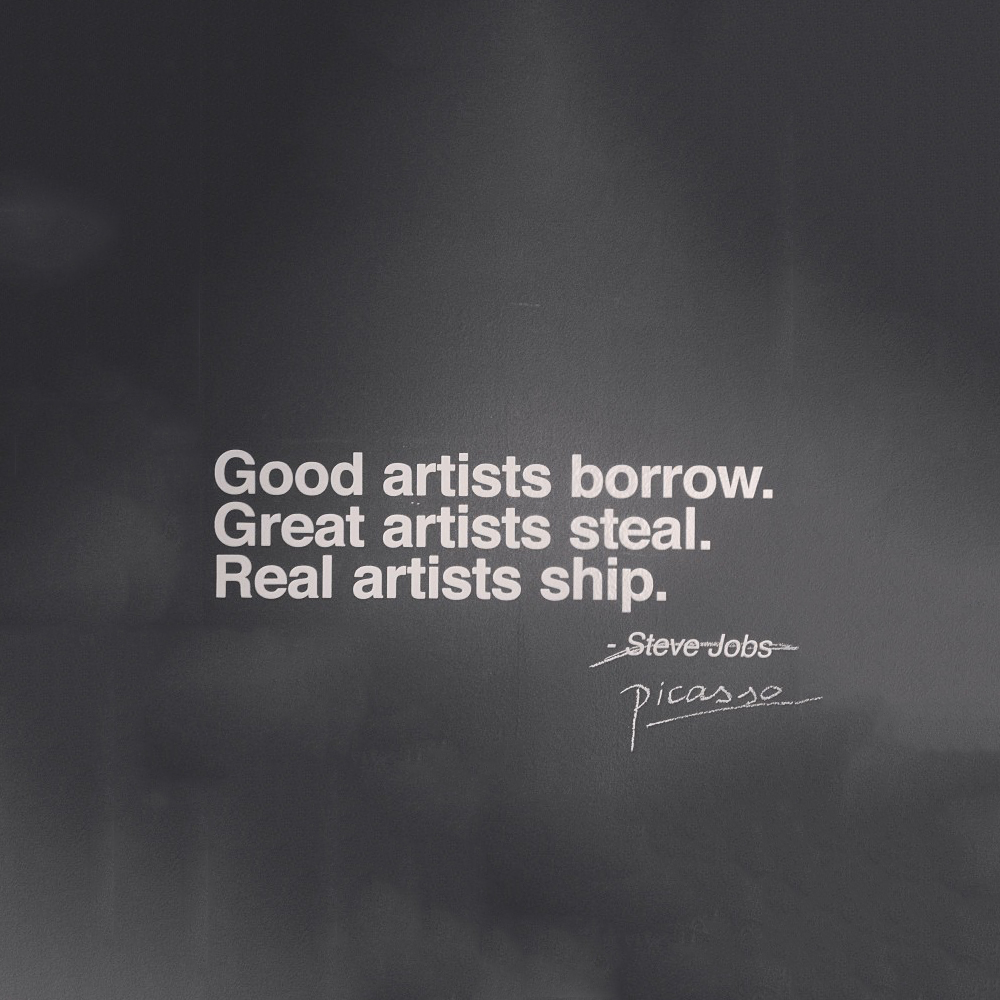 Good artists borrow.
Great artists steal.
Real artists ship.
- Steve Jobs
picasso